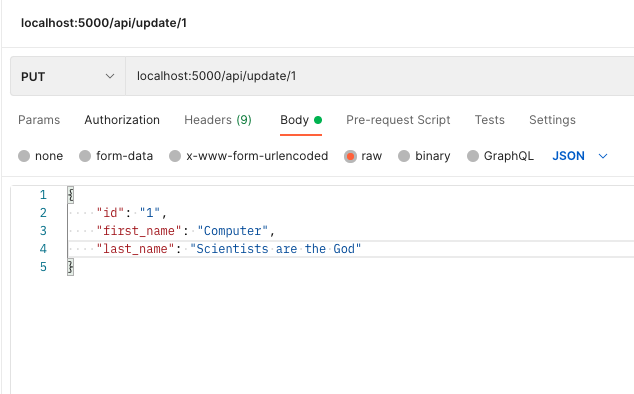 localhost:5000/api/update/1
PUT localhost:5000/api/update/1
Params Authorization Headers (9) Body Pre-request Script Tests Settings
none form-data x-www-form-urlencoded raw binary GraphQL JSON
1 {
2 "id": "1",
3 "first_name": "Computer",
4 "last_name": "Scientists are the God"
5 }